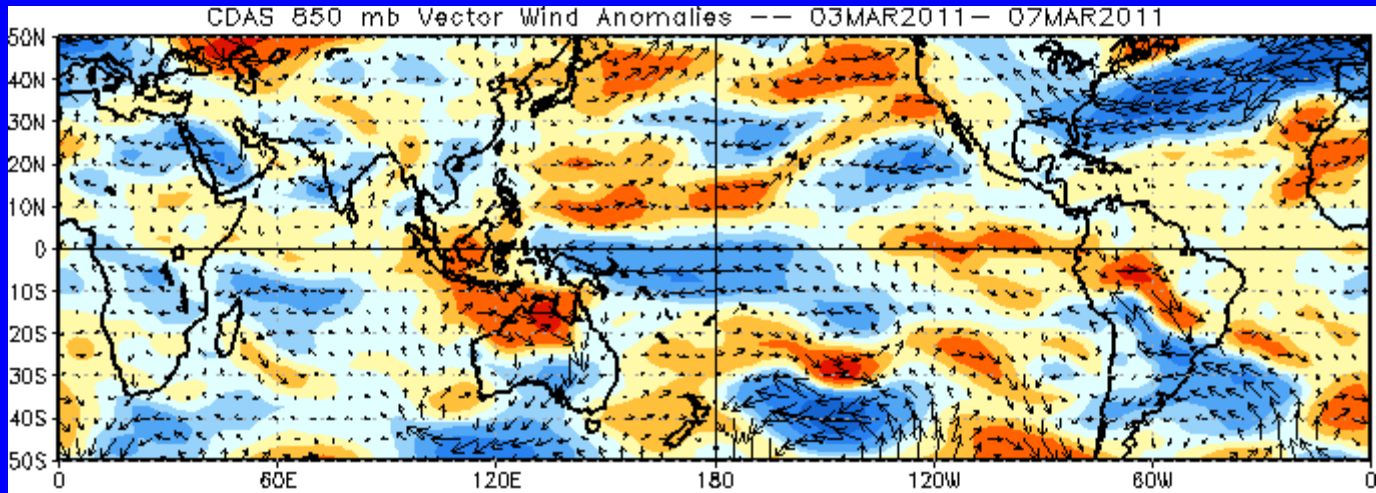 CDAS 850 mb Vector Wind Anomalies -- 03MAR2011- 07MAR2011
50N
40N
30N
20N
10N
0
10S
20S
30S
40S
50S
0 60E 120E 180 120W 60W 0